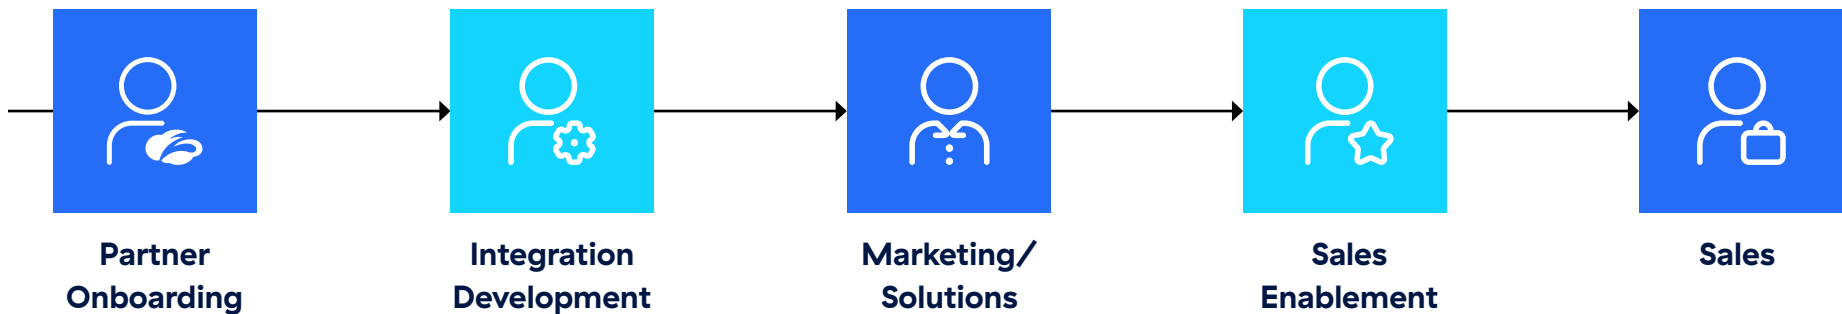 Partner
Onboarding
Integration
Development
Marketing/
Solutions
Sales
Enablement
Sales